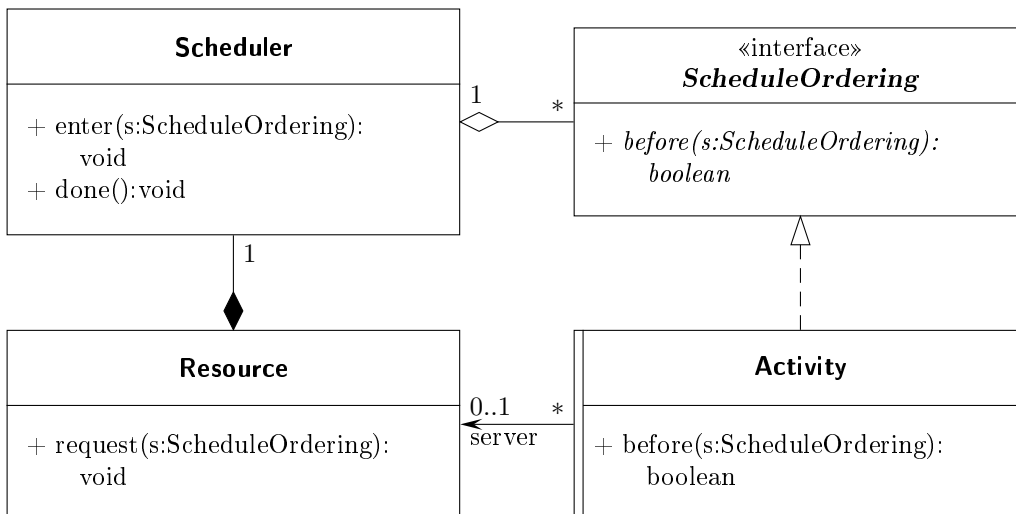 Scheduler
+ enter(s:ScheduleOrdering):
void
+ done():void
1
*
«interface»
ScheduleOrdering
+ before(s:ScheduleOrdering):
boolean
1
Resource
+ request(s:ScheduleOrdering):
void
0..1
*
server
Activity
+ before(s:ScheduleOrdering):
boolean